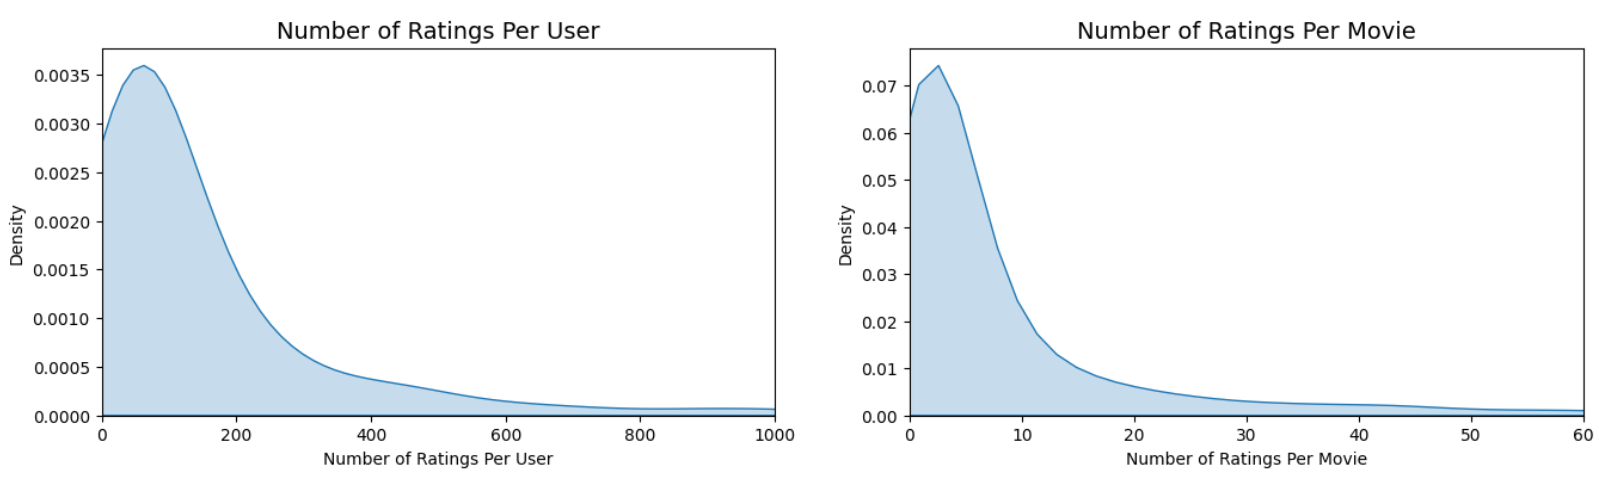 Number of Ratings Per User
Density
0.0035
0.0030
0.0025
0.0020
0.0015
0.0010
0.0005
0.0000
0 200 400 600 800 1000
Number of Ratings Per User
Number of Ratings Per Movie
Density
0.07
0.06
0.05
0.04
0.03
0.02
0.01
0.00
0 10 20 30 40 50 60
Number of Ratings Per Movie